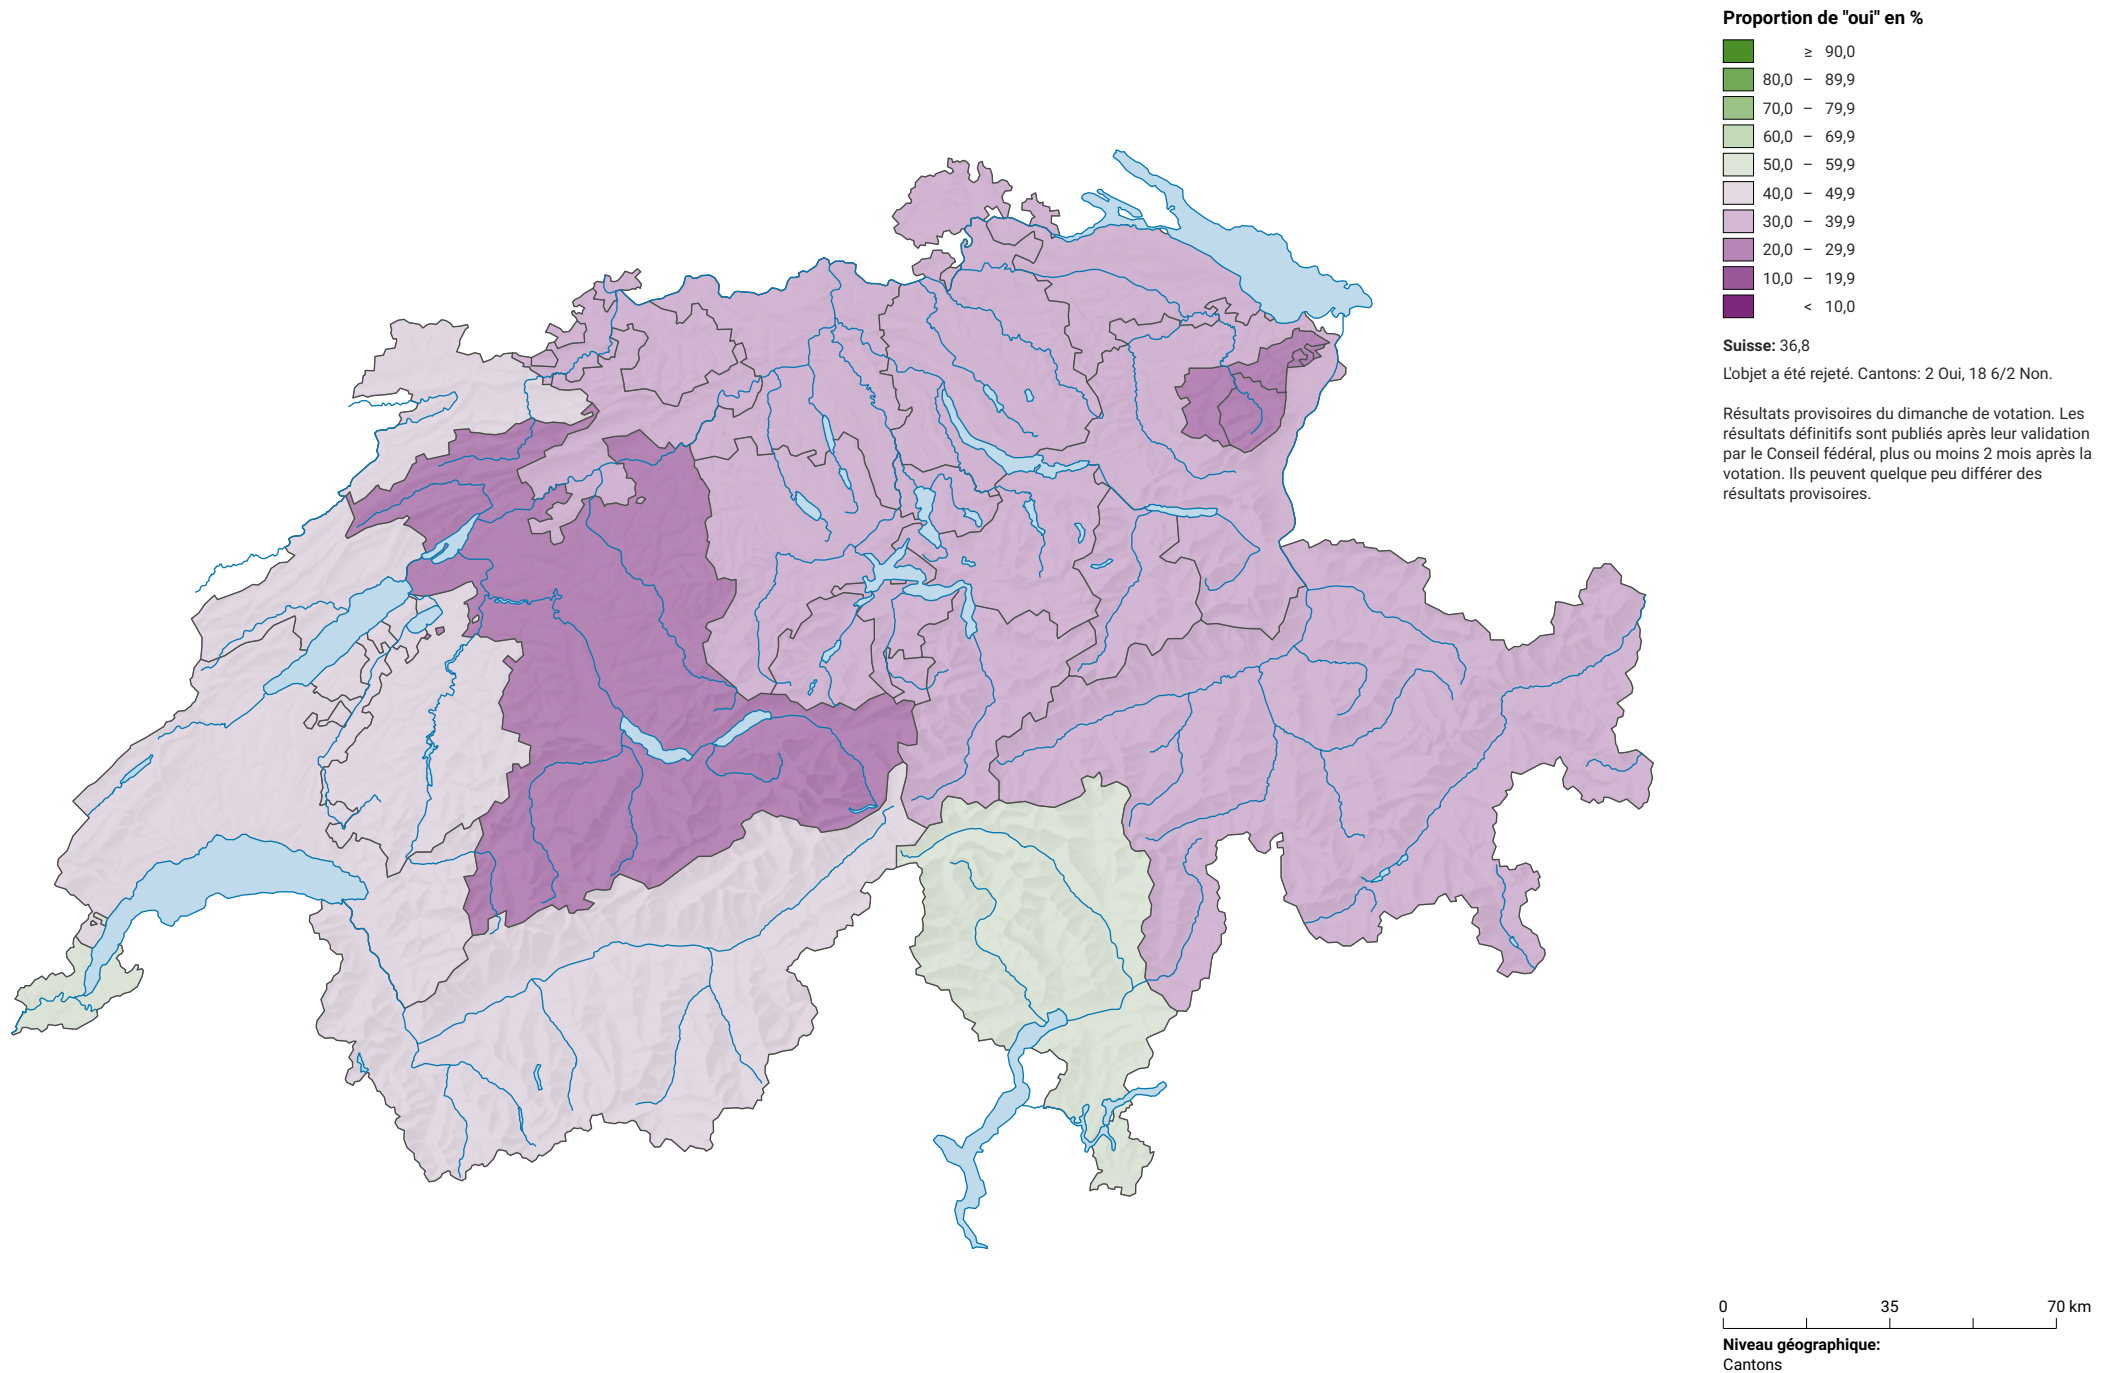 Proportion de "oui" en %
≥ 90,0
80,0 – 89,9
70,0 – 79,9
60,0 – 69,9
50,0 – 59,9
40,0 – 49,9
30,0 – 39,9
20,0 – 29,9
10,0 – 19,9
< 10,0
Suisse: 36,8
L'objet a été rejeté. Cantons: 2 Oui, 18 6/2 Non.
Résultats provisoires du dimanche de votation. Les
résultats définitifs sont publiés après leur validation
par le Conseil fédéral, plus ou moins 2 mois après la
votation. Ils peuvent quelque peu différer des
résultats provisoires.
0 35 70 km
Niveau géographique:
Cantons